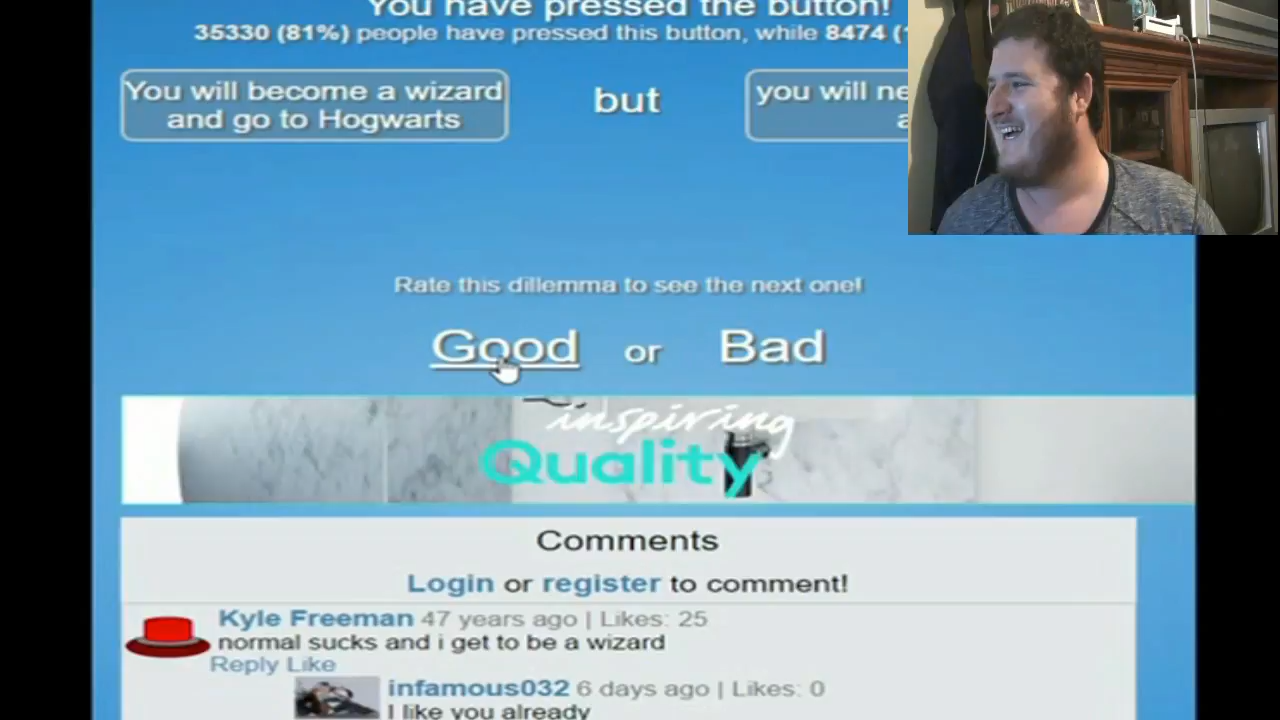 You have pressed the button!
35330 (81%) people have pressed this button, while 8474 (
You will become a wizard
and go to Hogwarts
but
you will ne
a
Rate this dillemma to see the next one!
Good or Bad
inspiring
Quality
Comments
Login or register to comment!
Kyle Freeman 47 years ago | Likes: 25
normal sucks and i get to be a wizard
Reply Like
infamous032 6 days ago | Likes: 0
I like you already